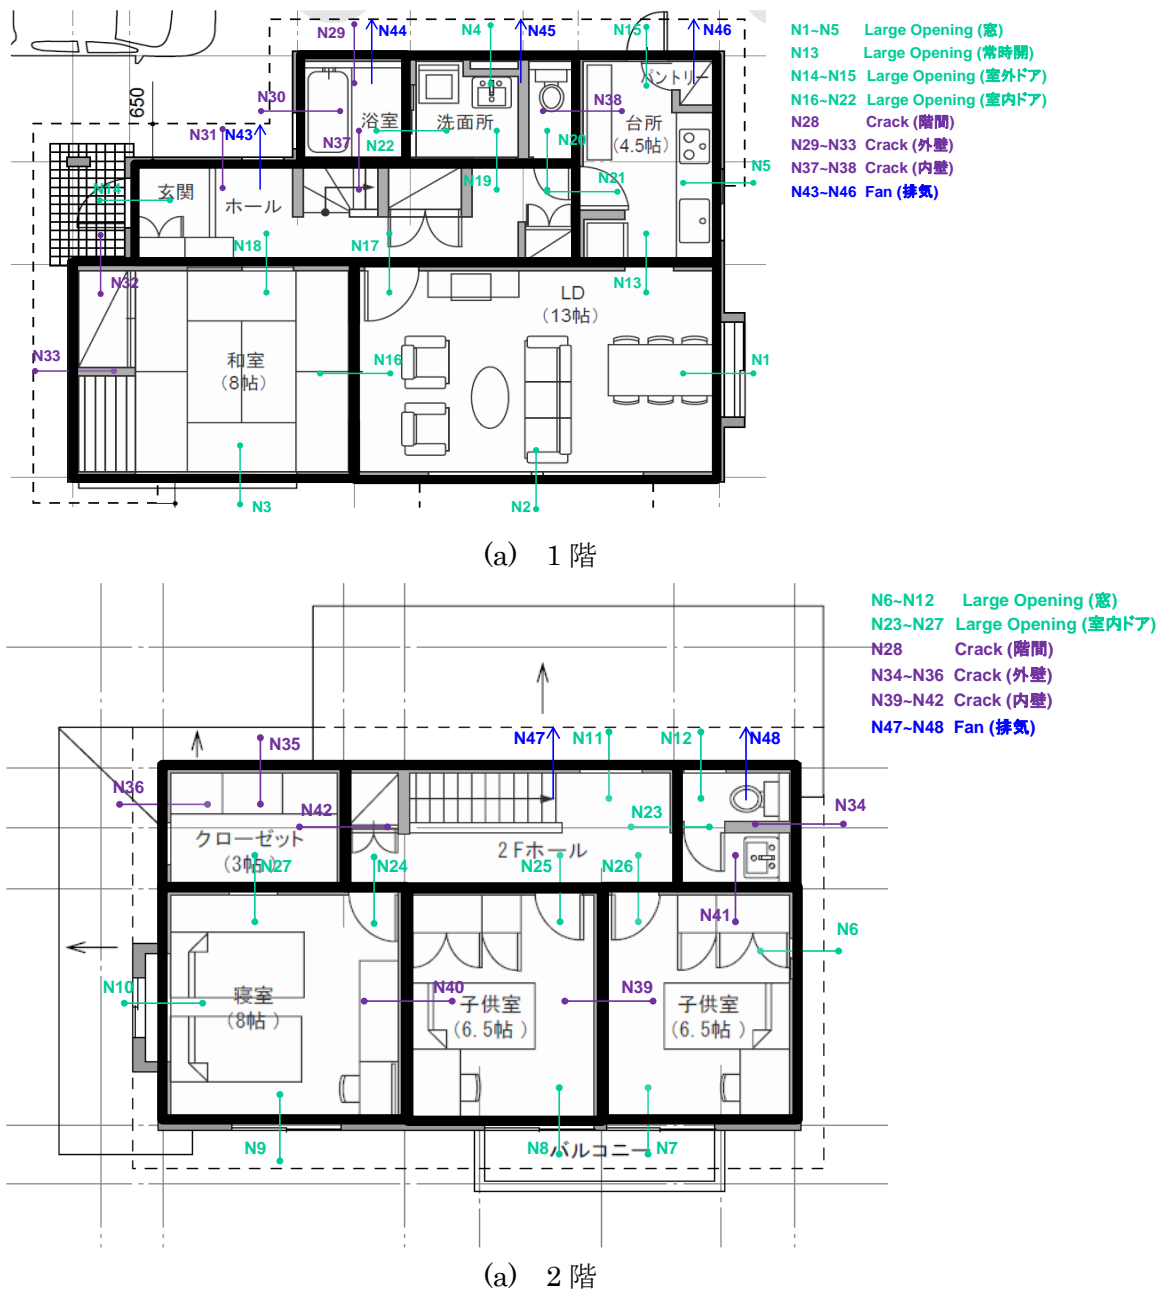 N29
N44
N4
N45
N15
N46
パントリー
650
N30
浴室
洗面所
N38
台所
(4.5帖)
N31
N43
N37
N22
N20
N5
N14
玄関
ホール
N19
N21
N18
N17
N32
N13
LD
(13帖)
N33
和室
(8帖)
N16
N1
N3
N2
N1~N5 Large Opening (窓)
N13 Large Opening (常時開)
N14~N15 Large Opening (室外ドア)
N16~N22 Large Opening (室内ドア)
N28 Crack (階間)
N29~N33 Crack (外壁)
N37~N38 Crack (内壁)
N43~N46 Fan (排気)
(a) 1階
N6~N12 Large Opening (窓)
N23~N27 Large Opening (室内ドア)
N28 Crack (階間)
N34~N36 Crack (外壁)
N39~N42 Crack (内壁)
N47~N48 Fan (排気)
N35
N47
N11
N12
N48
N36
N42
N23
N34
クローゼット
(3帖)
N27
N24
2Fホール
N25
N26
N41
N6
N10
寝室
(8帖)
N40
子供室
(6.5帖)
N39
子供室
(6.5帖)
N9
N8
バルコニー
N7
(a) 2階